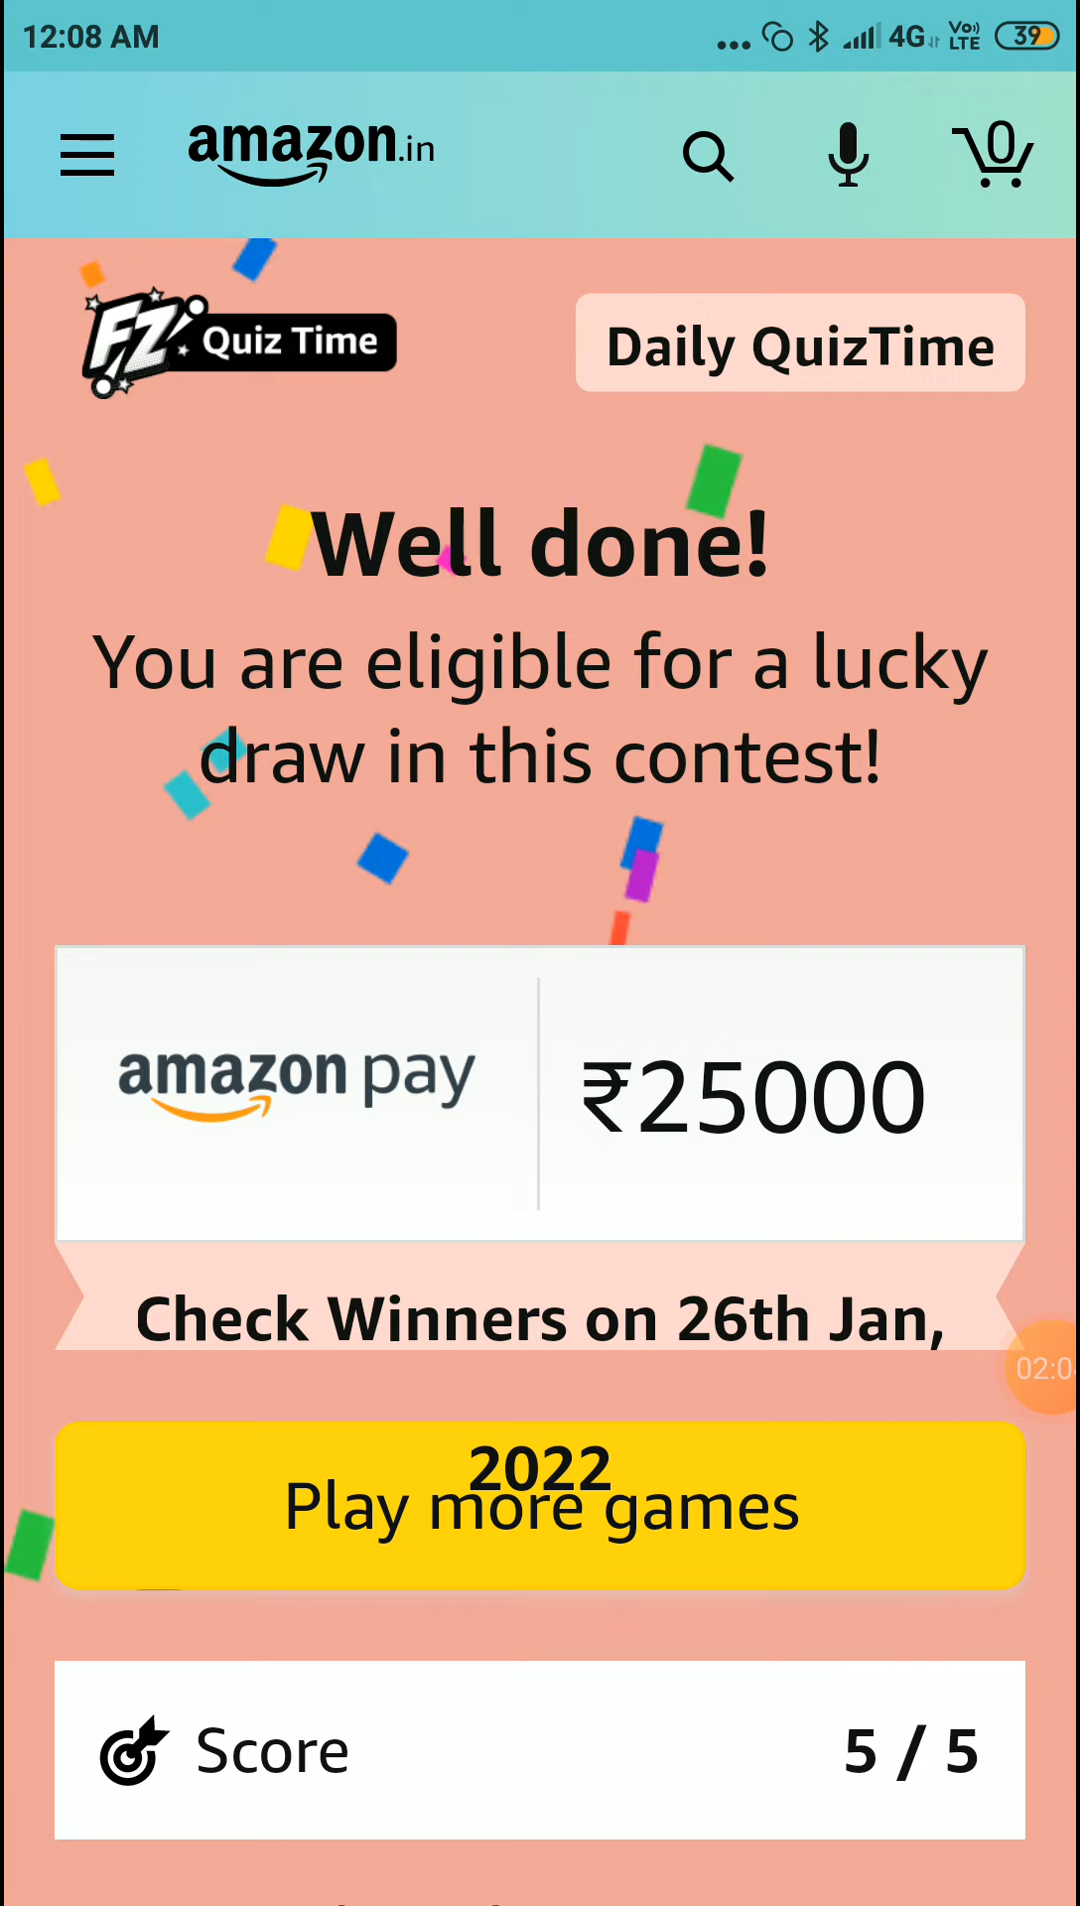 12:08 AM
4G
Vo)) LTE
39
amazon.in
0
FZ Quiz Time
Daily QuizTime
Well done!
You are eligible for a lucky
draw in this contest!
amazon pay
₹25000
Check Winners on 26th Jan,
2022
Play more games
Score
5 / 5